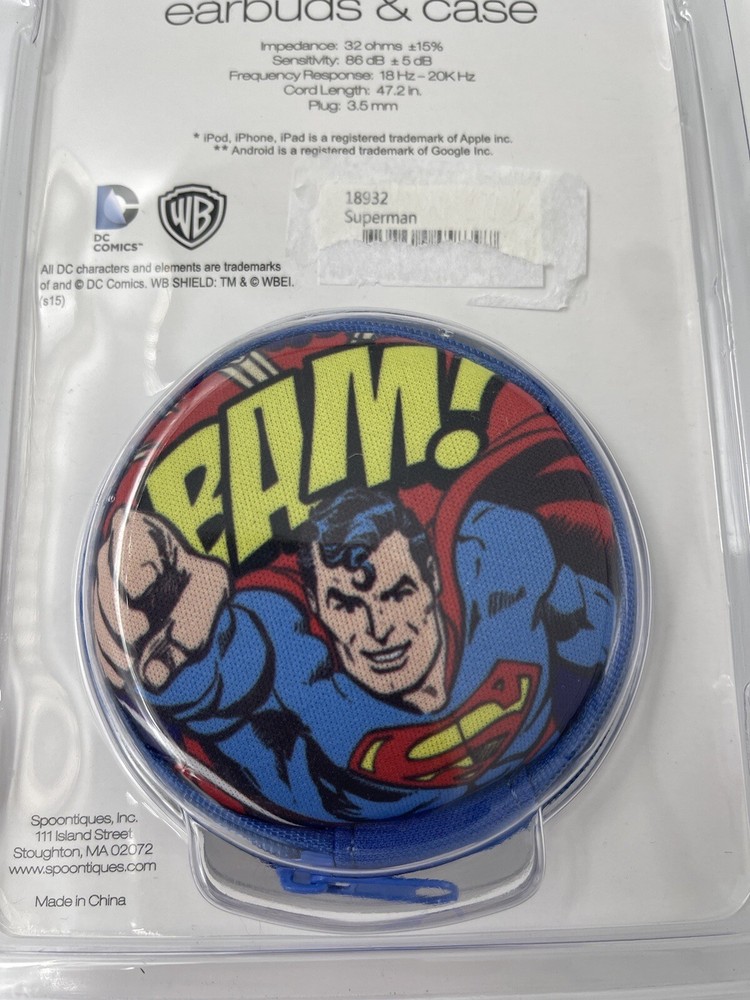 earbuds & case
Impedance: 32 ohms ±15%
Sensitivity: 86 dB ± 5 dB
Frequency Response: 18 Hz – 20K Hz
Cord Length: 47.2 in.
Plug: 3.5 mm
* iPod, iPhone, iPad is a registered trademark of Apple inc.
** Android is a registered trademark of Google Inc.
DC
COMICS™
WB
18932
Superman
All DC characters and elements are trademarks
of and © DC Comics. WB SHIELD: TM & © WBEI.
(s15)
BAM!
S
Spoontiques, Inc.
111 Island Street
Stoughton, MA 02072
www.spoontiques.com
Made in China